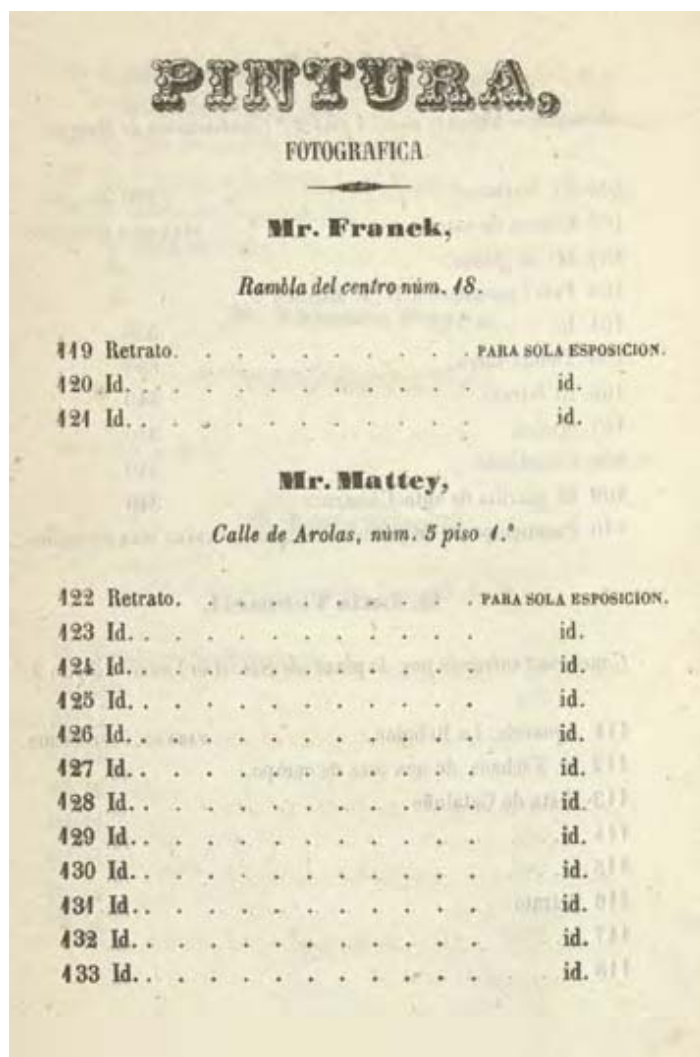 PINTURA,
FOTOGRAFICA
Mr. Franck,
Rambla del centro núm. 18.
119 Retrato. . . . . . . . . . PARA SOLA ESPOSICION.
120 Id. . . . . . . . . . . id.
121 Id. . . . . . . . . . . id.
Mr. Mattey,
Calle de Arolas, núm. 5 piso 1.º
122 Retrato. . . . . . . . . . PARA SOLA ESPOSICION.
123 Id. . . . . . . . . . . . id.
124 Id. . . . . . . . . . . . id.
125 Id. . . . . . . . . . . . id.
126 Id. . . . . . . . . . . . id.
127 Id. . . . . . . . . . . . id.
128 Id. . . . . . . . . . . . id.
129 Id. . . . . . . . . . . . id.
130 Id. . . . . . . . . . . . id.
131 Id. . . . . . . . . . . . id.
132 Id. . . . . . . . . . . . id.
133 Id. . . . . . . . . . . . id.